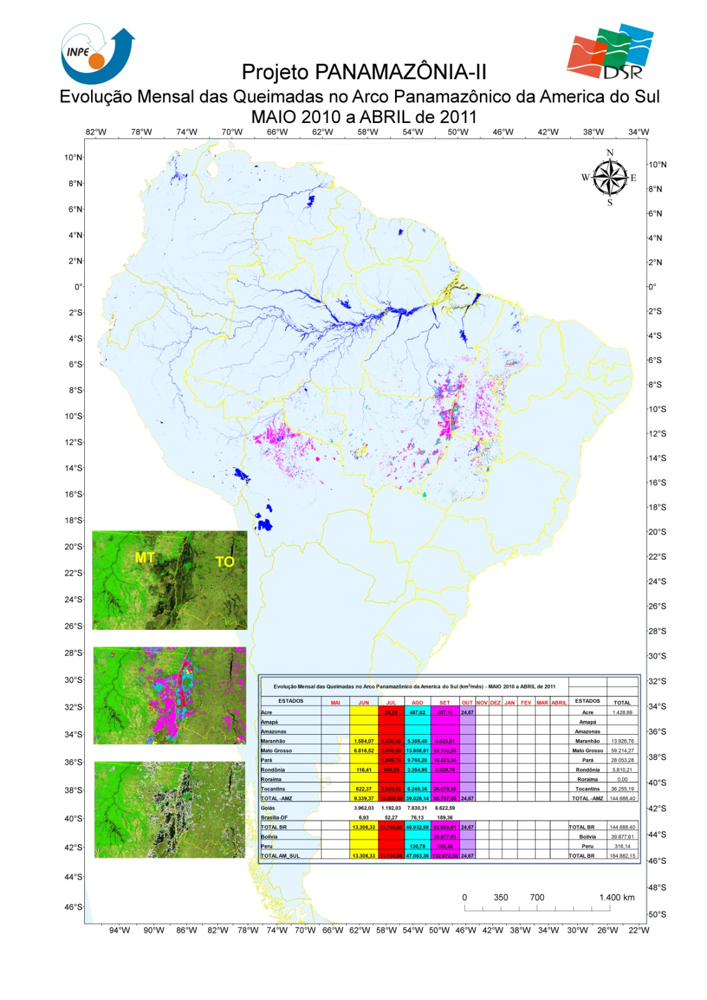 INPE
DSR
Projeto PANAMAZÔNIA-II
Evolução Mensal das Queimadas no Arco Panamazônico da America do Sul
MAIO 2010 a ABRIL de 2011
82°W 78°W 74°W 70°W 66°W 62°W 58°W 54°W 50°W 46°W 42°W 38°W 34°W
N
W E
S
10°N 10°N
8°N 8°N
6°N 6°N
4°N 4°N
2°N 2°N
0° 0°
2°S 2°S
4°S 4°S
6°S 6°S
8°S 8°S
10°S 10°S
12°S 12°S
14°S 14°S
16°S 16°S
18°S 18°S
20°S 20°S
22°S 22°S
24°S 24°S
26°S 26°S
28°S 28°S
30°S 30°S
32°S 32°S
34°S 34°S
36°S 36°S
38°S 38°S
40°S 40°S
42°S 42°S
44°S 44°S
46°S 46°S
48°S
50°S
MT TO
Evolução Mensal das Queimadas no Arco Panamazônico da America do Sul (km²/mês) - MAIO 2010 a ABRIL de 2011
ESTADOS MAI JUN JUL AGO SET OUT NOV DEZ JAN FEV MAR ABRIL ESTADOS TOTAL
Acre 29,29 467,62 907,11 24,67 Acre 1.428,69
Amapá Amapá
Amazonas Amazonas
Maranhão 1.584,07 2.330,48 5.386,40 4.625,81 Maranhão 13.926,76
Mato Grosso 6.816,52 3.456,88 13.808,61 35.132,26 Mato Grosso 59.214,27
Pará 1.869,74 9.760,20 16.423,34 Pará 28.053,28
Rondônia 116,41 309,09 3.354,95 2.029,76 Rondônia 5.810,21
Roraima Roraima 0,00
Tocantins 822,37 2.505,08 6.248,36 26.679,38 Tocantins 36.255,19
TOTAL -AMZ 9.339,37 10.500,56 39.026,14 85.797,66 24,67 TOTAL -AMZ 144.688,40
Goiás 3.962,03 1.192,03 7.830,31 6.622,59
Brasilia-DF 6,93 52,27 76,13 189,36
TOTAL BR 13.308,33 11.744,86 46.932,58 92.609,61 24,67 TOTAL BR 144.688,40
Bolivia 39.877,61 Bolivia 39.877,61
Peru 130,78 185,36 Peru 316,14
TOTAL AM_SUL 13.308,33 11.744,86 47.063,36 132.672,58 24,67 TOTAL BR 184.882,15
0 350 700 1.400 km
94°W 90°W 86°W 82°W 78°W 74°W 70°W 66°W 62°W 58°W 54°W 50°W 46°W 42°W 38°W 34°W 30°W 26°W 22°W